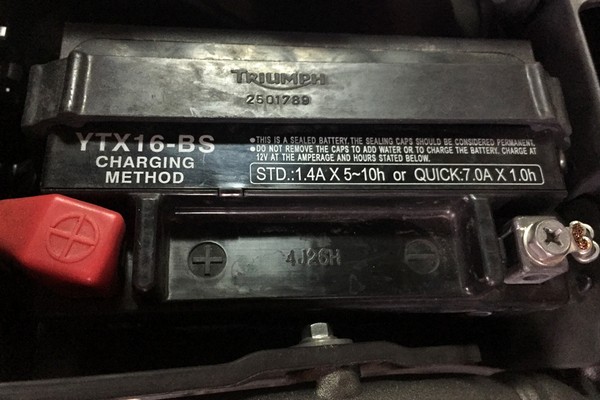 TRIUMPH
2501789
YTX16-BS
CHARGING
METHOD
●THIS IS A SEALED BATTERY. THE SEALING CAPS SHOULD BE CONSIDERED PERMANENT.
●DO NOT REMOVE THE CAPS TO ADD WATER OR TO CHARGE THE BATTERY. CHARGE AT
12V AT THE AMPERAGE AND HOURS STATED BELOW.
STD.:1.4A X 5~10h or QUICK:7.0A X 1.0h
+ 4J26H −